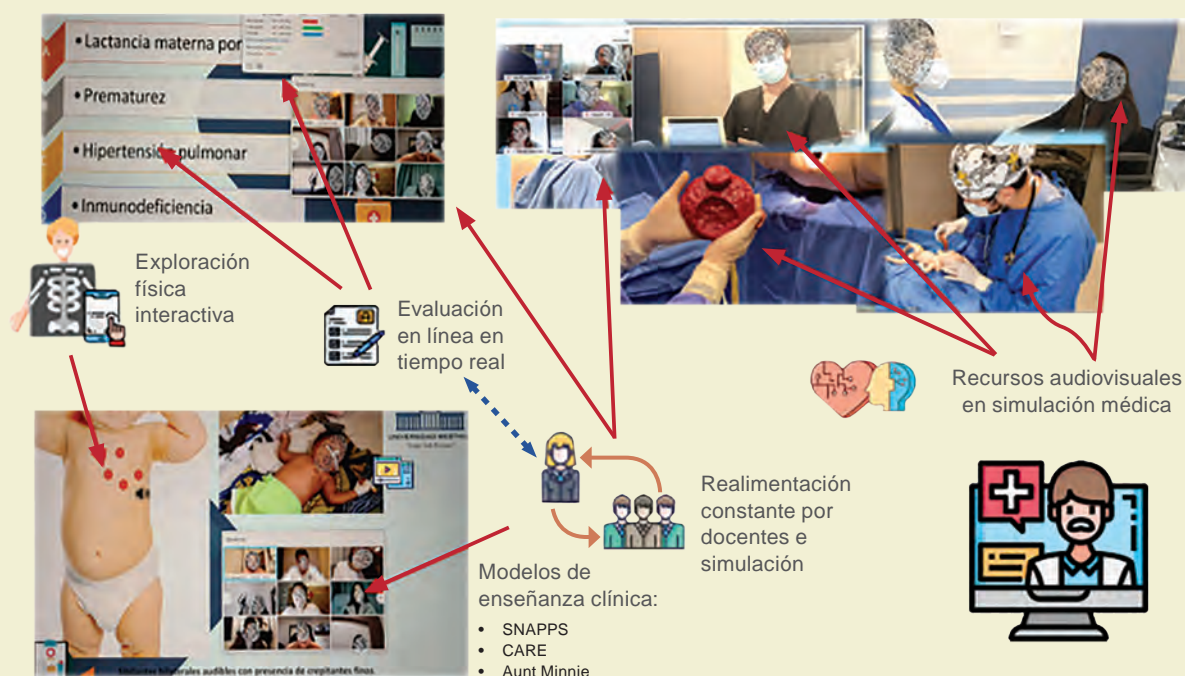 • Lactancia materna por
• Prematurez
• Hipertensión pulmonar
• Inmunodeficiencia
Exploración
física
interactiva
Evaluación
en línea en
tiempo real
Recursos audiovisuales
en simulación médica
Realimentación
constante por
docentes e
simulación
Modelos de
enseñanza clínica:
• SNAPPS
• CARE
• Aunt Minnie
audibles con presencia de crepitantes finos.